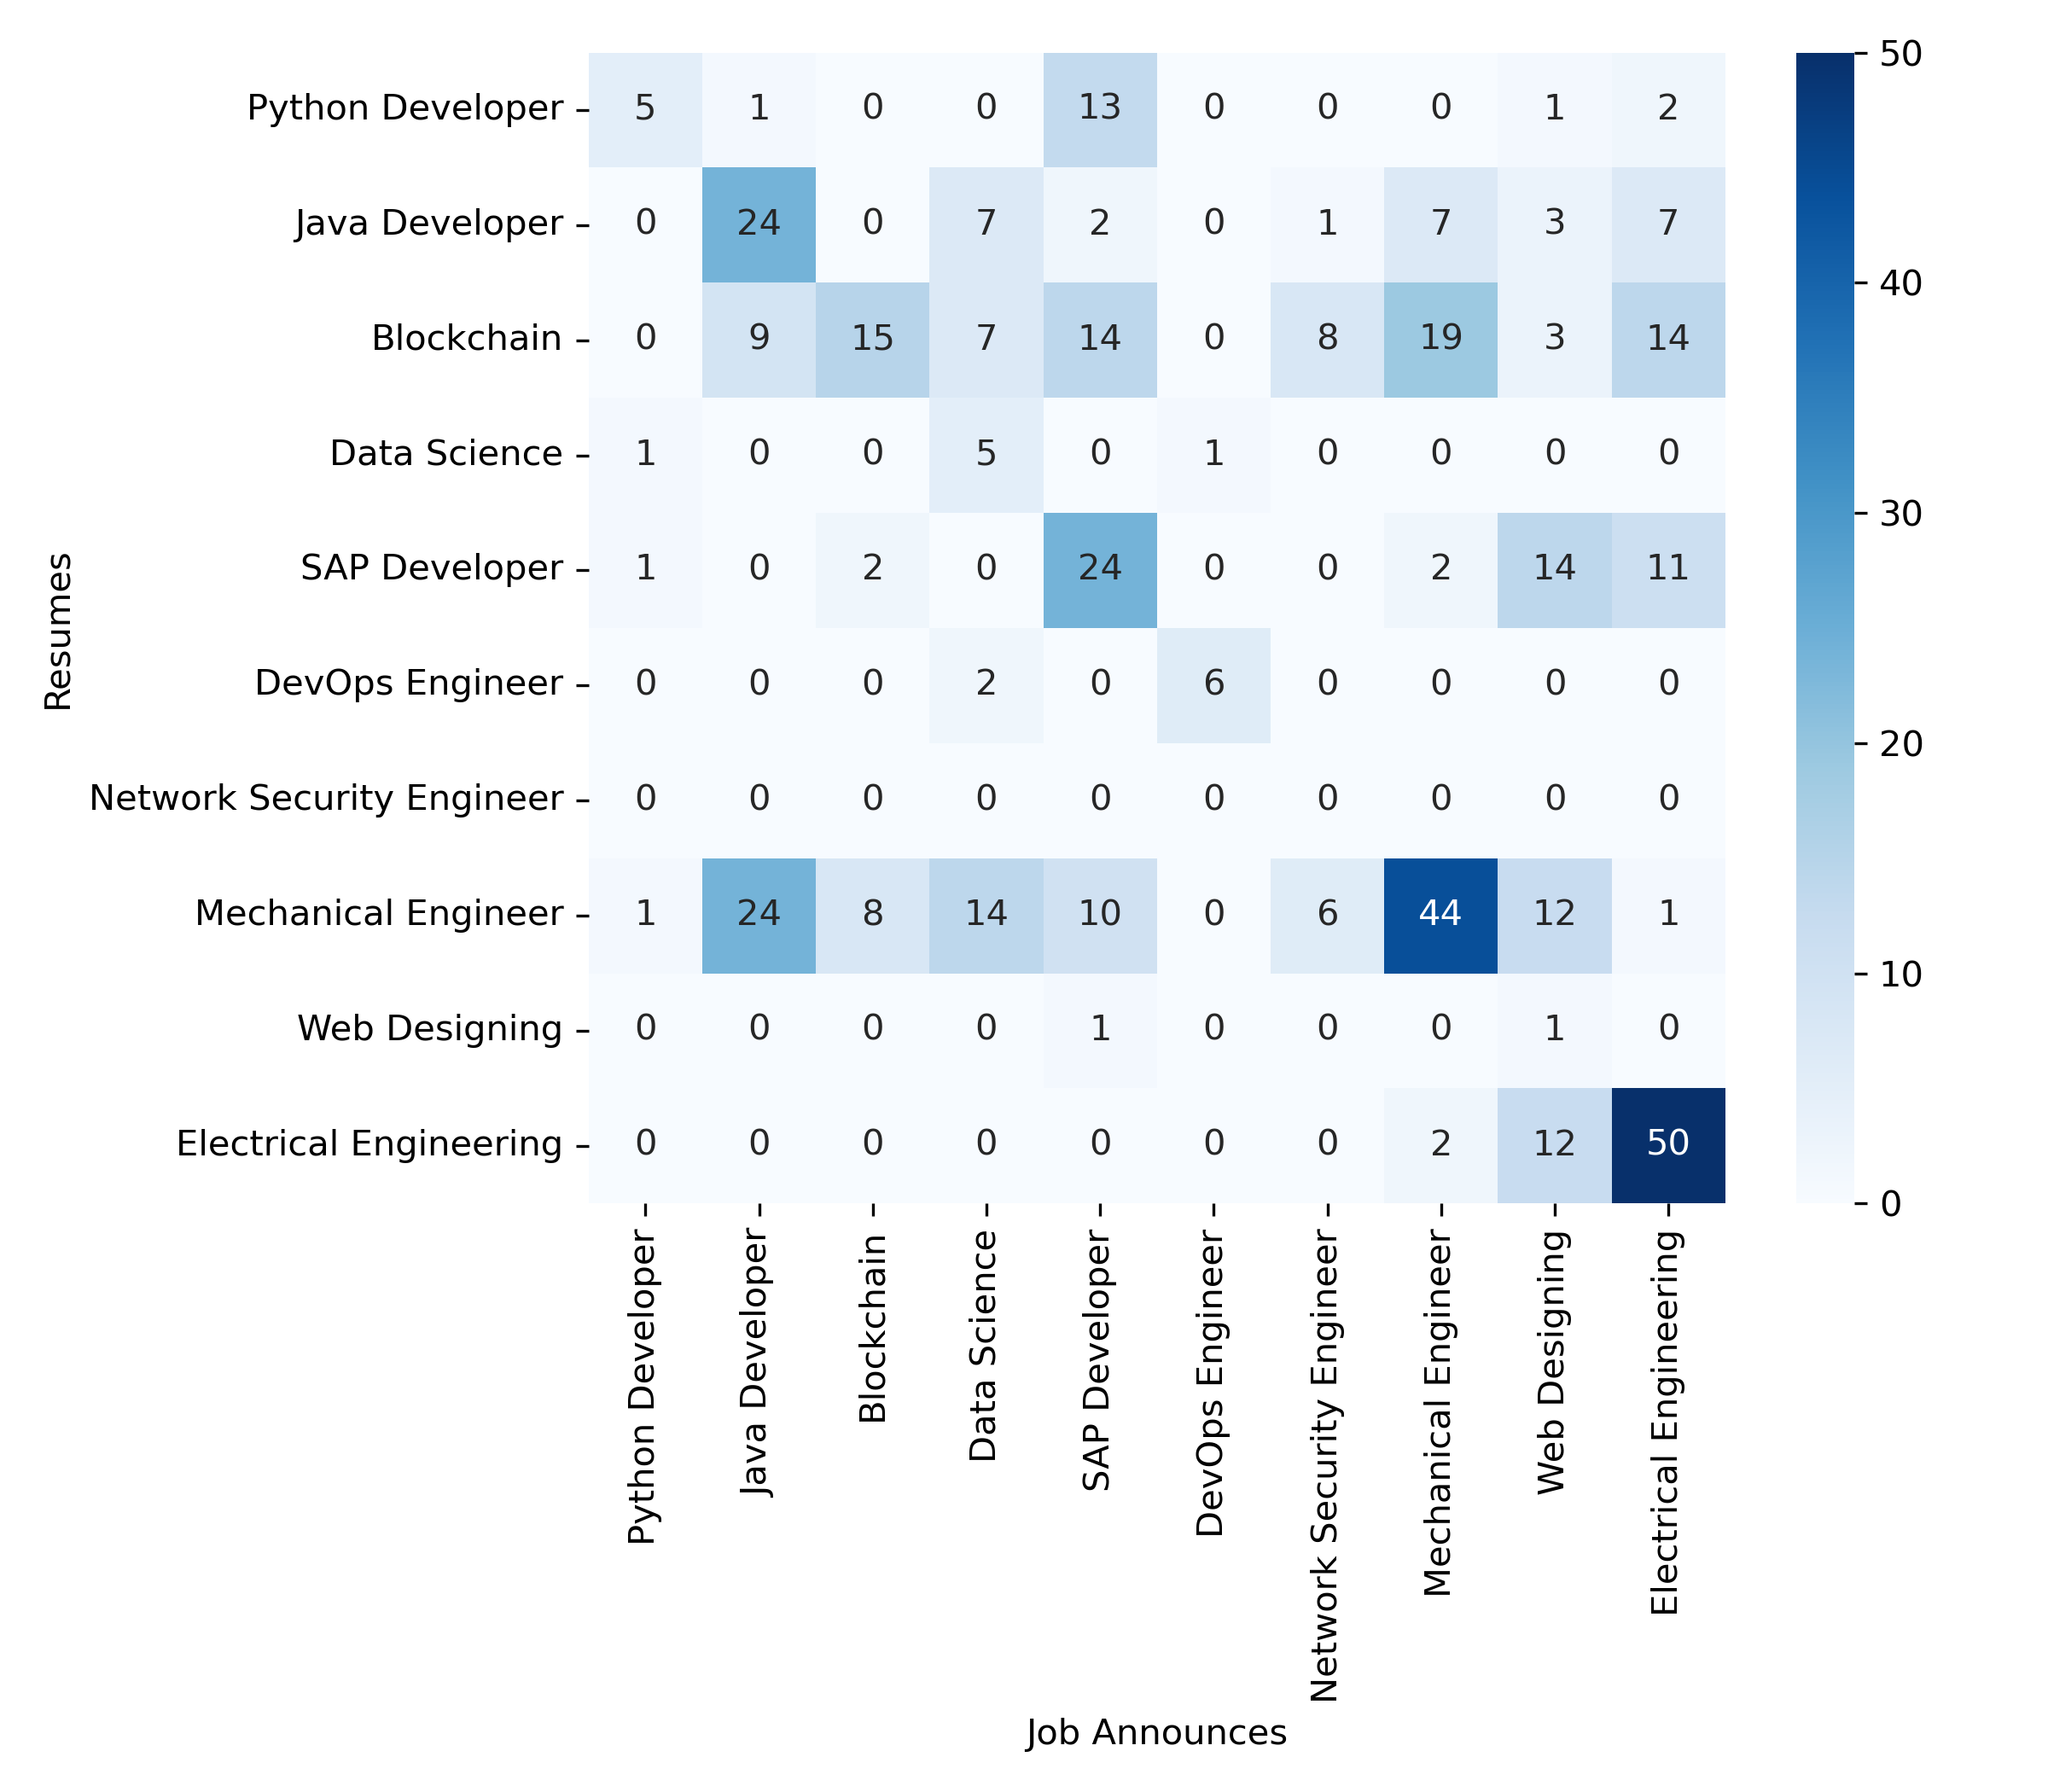 50
Python Developer 5 1 0 0 13 0 0 0 1 2
Java Developer 0 24 0 7 2 0 1 7 3 7
40
Blockchain 0 9 15 7 14 0 8 19 3 14
Data Science 1 0 0 5 0 1 0 0 0 0
30
SAP Developer 1 0 2 0 24 0 0 2 14 11
Resumes
DevOps Engineer 0 0 0 2 0 6 0 0 0 0
20
Network Security Engineer 0 0 0 0 0 0 0 0 0 0
Mechanical Engineer 1 24 8 14 10 0 6 44 12 1
10
Web Designing 0 0 0 0 1 0 0 0 1 0
Electrical Engineering 0 0 0 0 0 0 0 2 12 50
0
Python Developer
Java Developer
Blockchain
Data Science
SAP Developer
DevOps Engineer
Network Security Engineer
Mechanical Engineer
Web Designing
Electrical Engineering
Job Announces